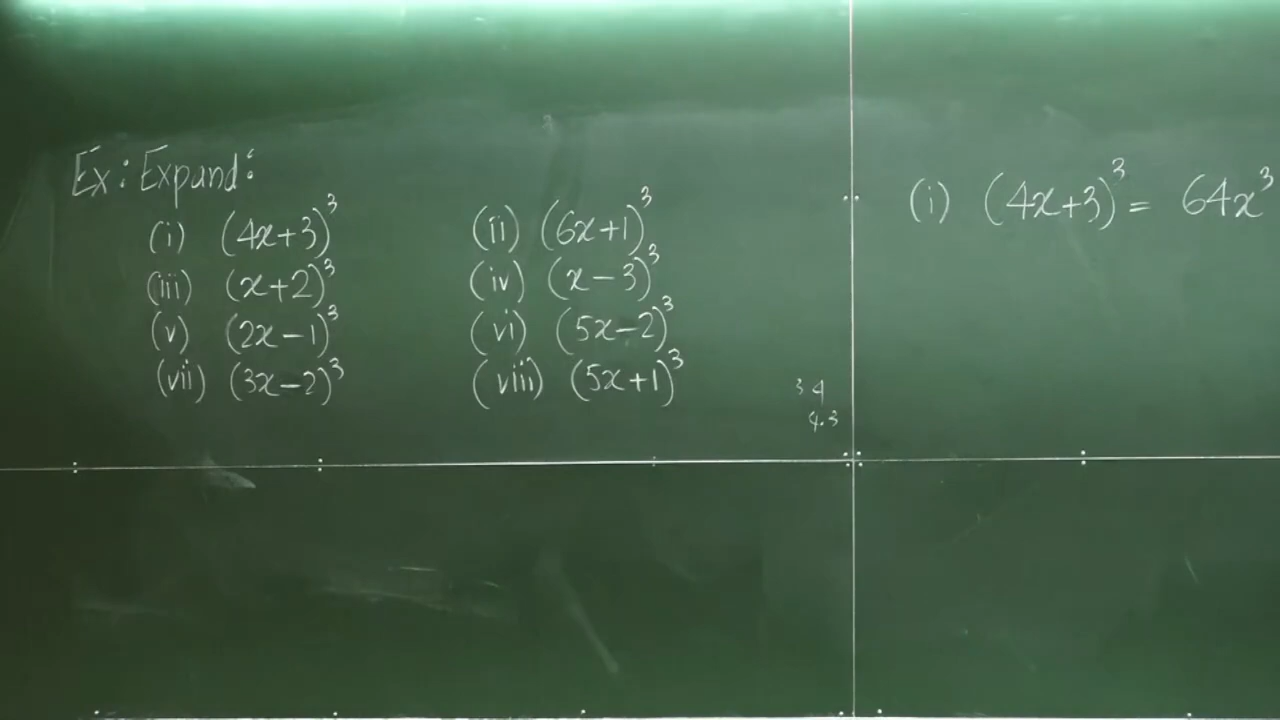 Ex: Expand:
(i) (4x+3)³ (ii) (6x+1)³
(iii) (x+2)³ (iv) (x-3)³
(v) (2x-1)³ (vi) (5x-2)³
(vii) (3x-2)³ (viii) (5x+1)³
3 4
4.3
(i) (4x+3)³ = 64x³